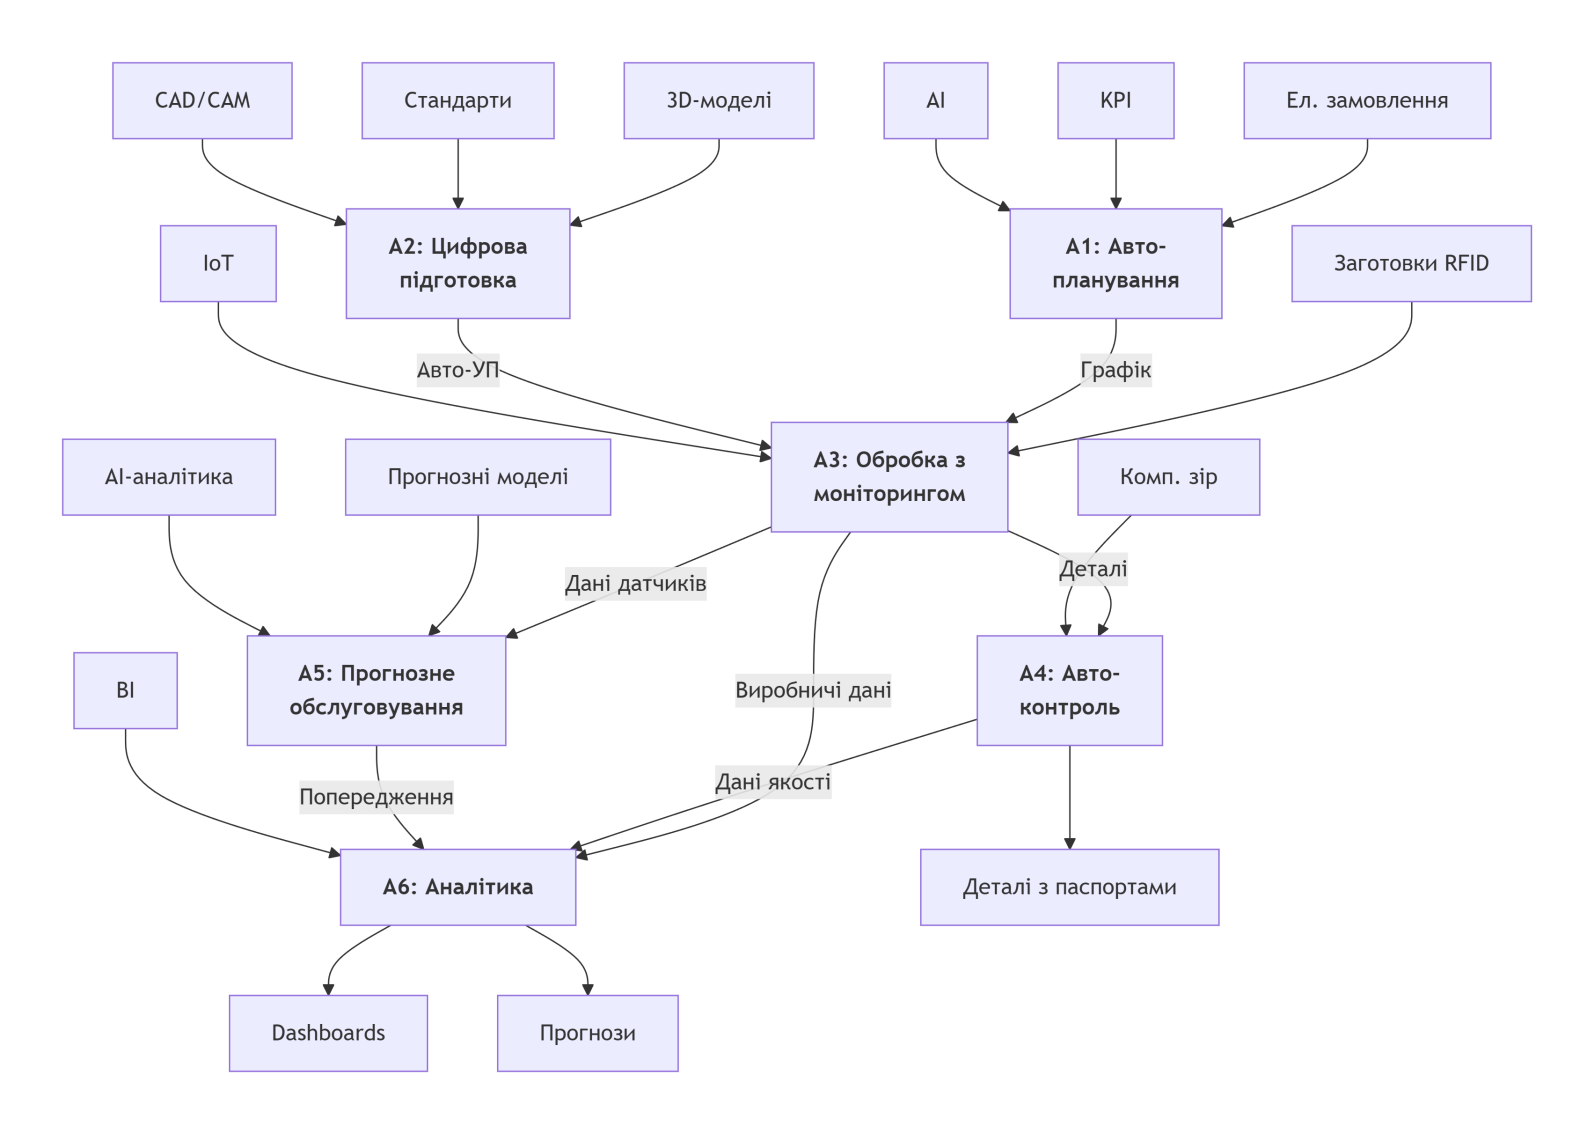 CAD/CAM
Стандарти
3D-моделі
AI
KPI
Ел. замовлення
IoT
A2: Цифрова
підготовка
A1: Авто-
планування
Заготовки RFID
Авто-УП
Графік
AI-аналітика
Прогнозні моделі
A3: Обробка з
моніторингом
Комп. зір
Дані датчиків
Деталі
BI
A5: Прогнозне
обслуговування
Виробничі дані
A4: Авто-
контроль
Попередження
Дані якості
A6: Аналітика
Деталі з паспортами
Dashboards
Прогнози